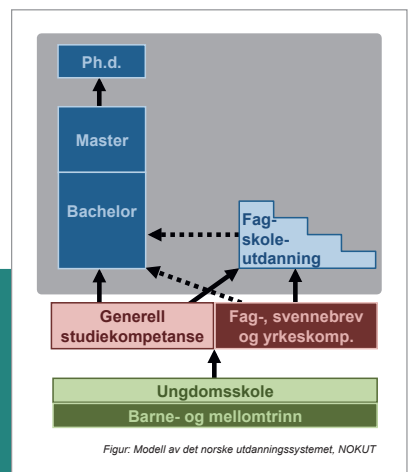 Ph.d.
Master
Bachelor
Fag-
skole-
utdanning
Generell
studiekompetanse
Fag-, svennebrev
og yrkeskomp.
Ungdomsskole
Barne- og mellomtrinn
Figur: Modell av det norske utdanningssystemet, NOKUT